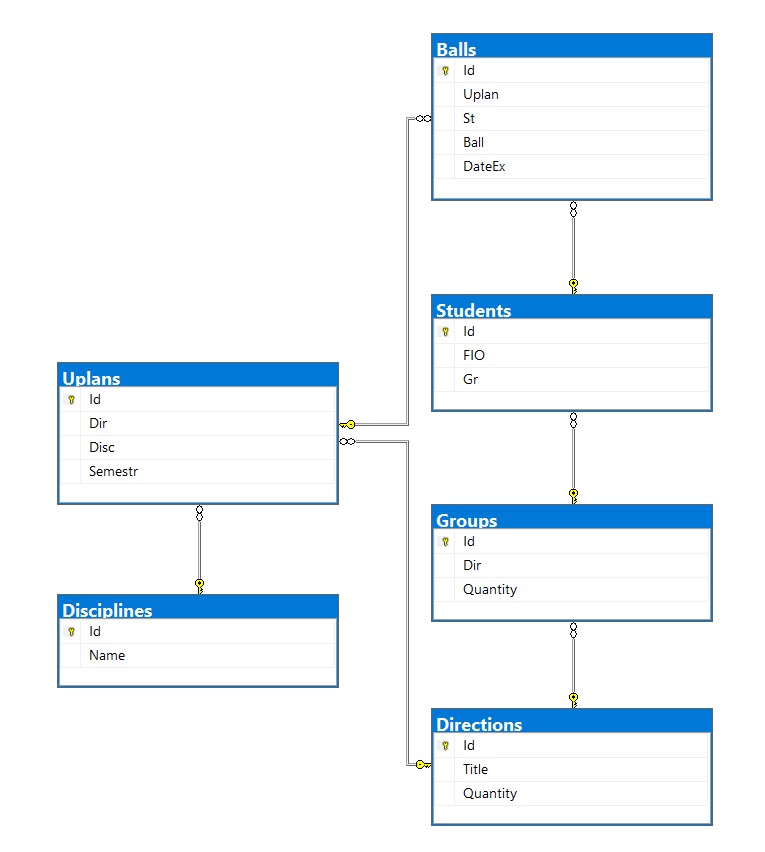 Balls
Id
Uplan
St
Ball
DateEx
Students
Id
FIO
Gr
Uplans
Id
Dir
Disc
Semestr
Groups
Id
Dir
Quantity
Disciplines
Id
Name
Directions
Id
Title
Quantity